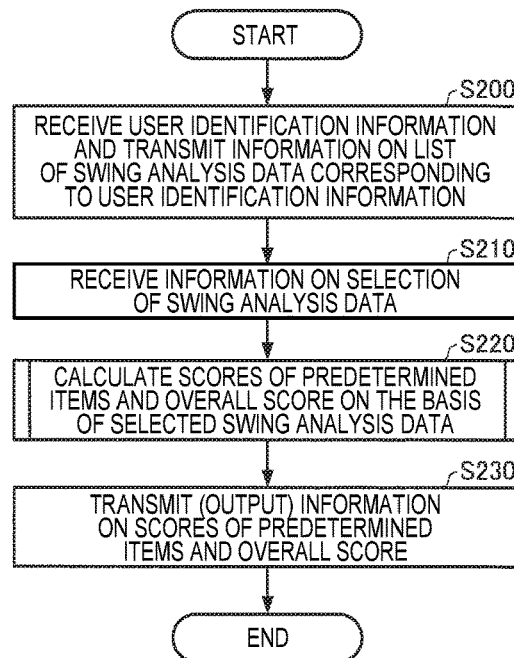 START
S200
RECEIVE USER IDENTIFICATION INFORMATION
AND TRANSMIT INFORMATION ON LIST
OF SWING ANALYSIS DATA CORRESPONDING
TO USER IDENTIFICATION INFORMATION
S210
RECEIVE INFORMATION ON SELECTION
OF SWING ANALYSIS DATA
S220
CALCULATE SCORES OF PREDETERMINED
ITEMS AND OVERALL SCORE ON THE BASIS
OF SELECTED SWING ANALYSIS DATA
S230
TRANSMIT (OUTPUT) INFORMATION
ON SCORES OF PREDETERMINED
ITEMS AND OVERALL SCORE
END